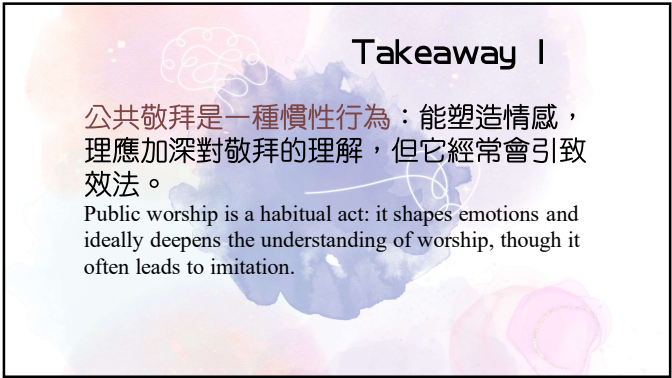 Takeaway 1
公共敬拜是一種慣性行為：能塑造情感，
理應加深對敬拜的理解，但它經常會引致
效法。
Public worship is a habitual act: it shapes emotions and
ideally deepens the understanding of worship, though it
often leads to imitation.